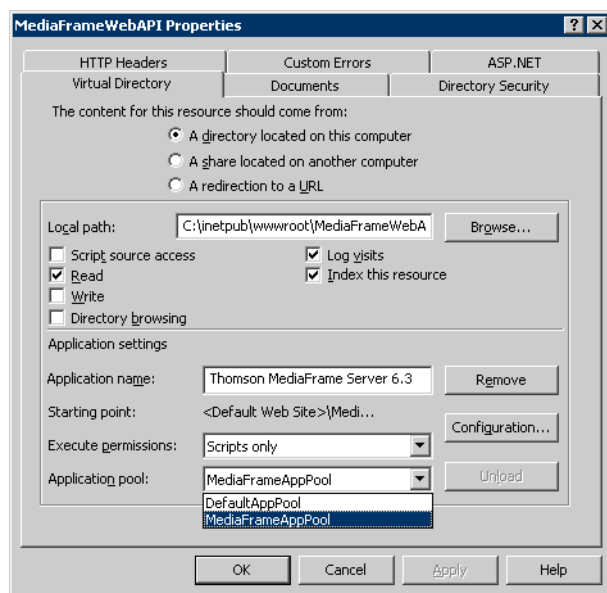 MediaFrameWebAPI Properties
HTTP Headers Custom Errors ASP.NET
Virtual Directory Documents Directory Security
The content for this resource should come from:
A directory located on this computer
A share located on another computer
A redirection to a URL
Local path: C:\inetpub\wwwroot\MediaFrameWebA Browse...
Script source access Log visits
Read Index this resource
Write
Directory browsing
Application settings
Application name: Thomson MediaFrame Server 6.3 Remove
Starting point: <Default Web Site>\Medi...
Configuration...
Execute permissions: Scripts only
Application pool: MediaFrameAppPool Unload
DefaultAppPool
MediaFrameAppPool
OK Cancel Apply Help